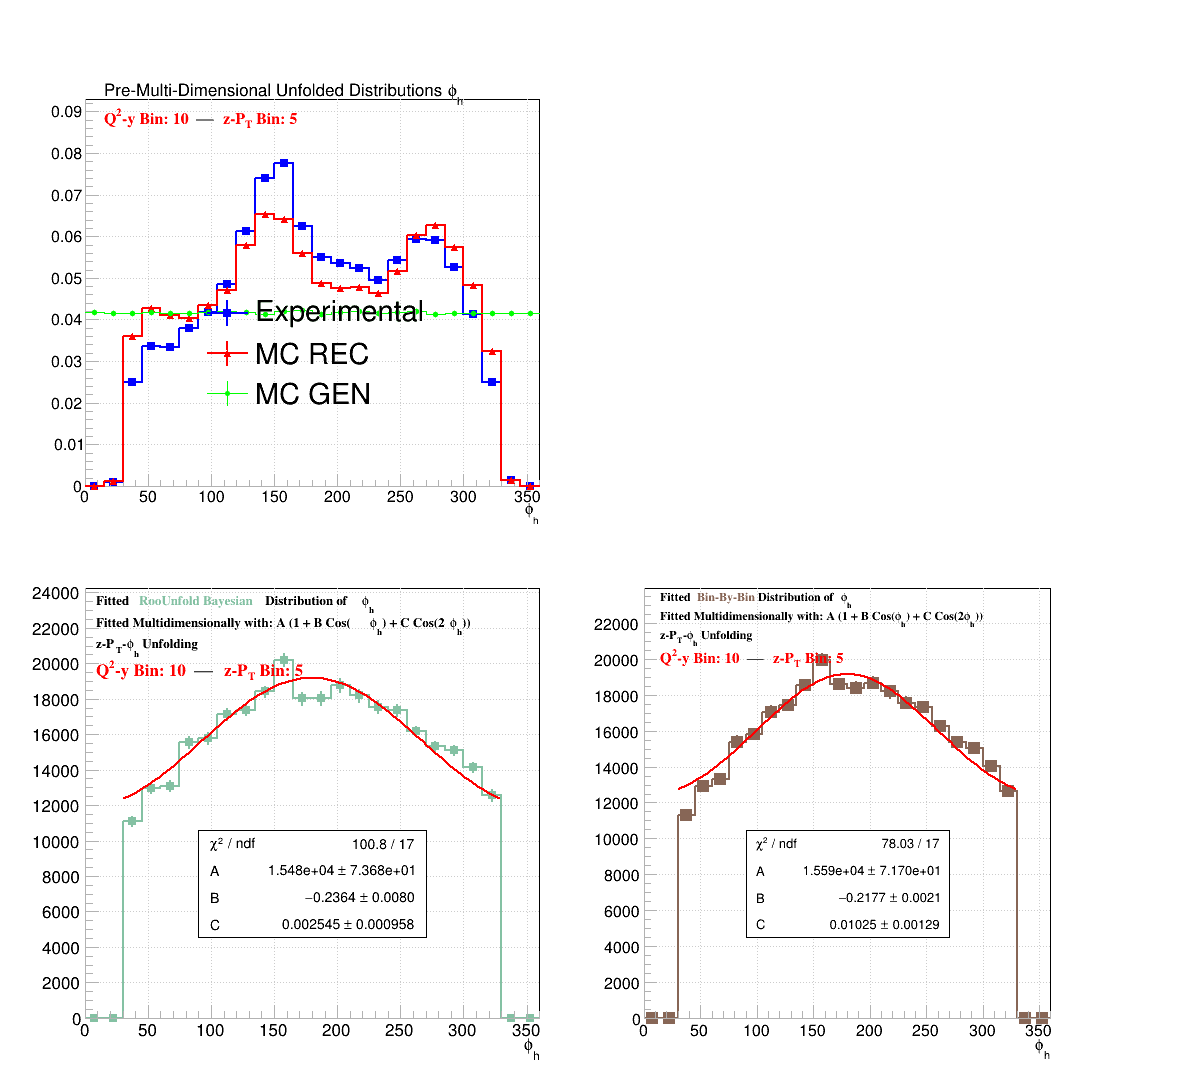 Pre-Multi-Dimensional Unfolded Distributions ϕh
Q2-y Bin: 10 — z-PT Bin: 5
0.09
0.08
0.07
0.06
0.05
0.04
0.03
0.02
0.01
0
Experimental
MC REC
MC GEN
0 50 100 150 200 250 300 350
ϕh
Fitted RooUnfold Bayesian Distribution of ϕh
Fitted Multidimensionally with: A (1 + B Cos( ϕh) + C Cos(2 ϕh))
z-PT-ϕh Unfolding
Q2-y Bin: 10 — z-PT Bin: 5
24000
22000
20000
18000
16000
14000
12000
10000
8000
6000
4000
2000
0
χ2 / ndf 100.8 / 17
A 1.548e+04 ± 7.368e+01
B −0.2364 ± 0.0080
C 0.002545 ± 0.000958
0 50 100 150 200 250 300 350
ϕh
Fitted Bin-By-Bin Distribution of ϕh
Fitted Multidimensionally with: A (1 + B Cos(ϕh) + C Cos(2ϕh))
z-PT-ϕh Unfolding
Q2-y Bin: 10 — z-PT Bin: 5
22000
20000
18000
16000
14000
12000
10000
8000
6000
4000
2000
0
χ2 / ndf 78.03 / 17
A 1.559e+04 ± 7.170e+01
B −0.2177 ± 0.0021
C 0.01025 ± 0.00129
0 50 100 150 200 250 300 350
ϕh